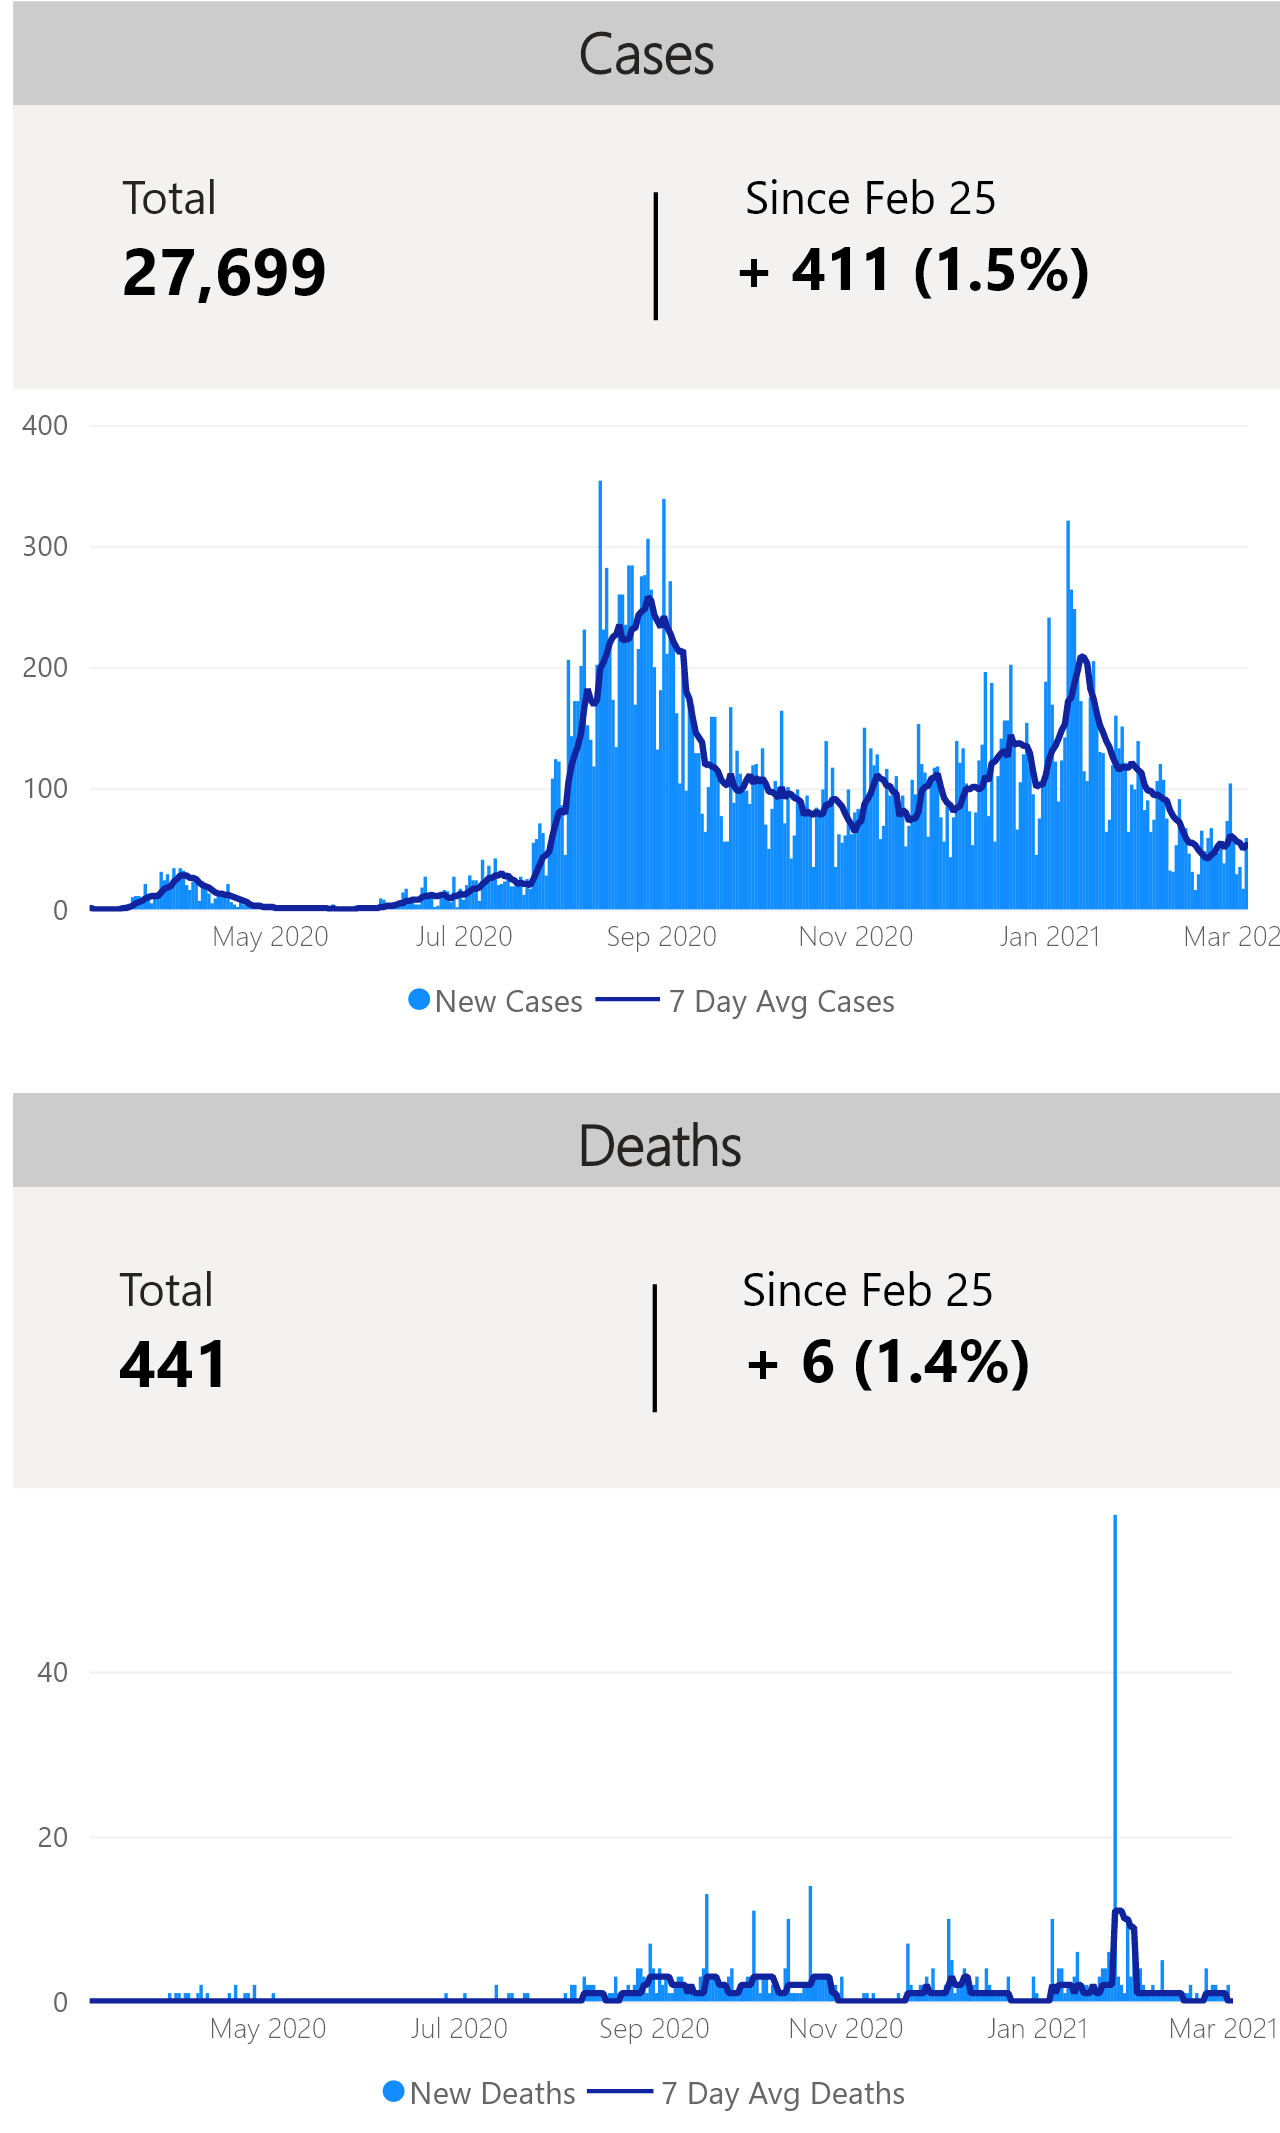 Cases
Total
Since Feb 25
27,699
+ 411 (1.5%)
400
300
200
100
0
May 2020 Jul 2020 Sep 2020 Nov 2020 Jan 2021 Mar 202
New Cases 7 Day Avg Cases
Deaths
Total
Since Feb 25
441
+ 6 (1.4%)
40
20
0
May 2020 Jul 2020 Sep 2020 Nov 2020 Jan 2021 Mar 2021
New Deaths 7 Day Avg Deaths